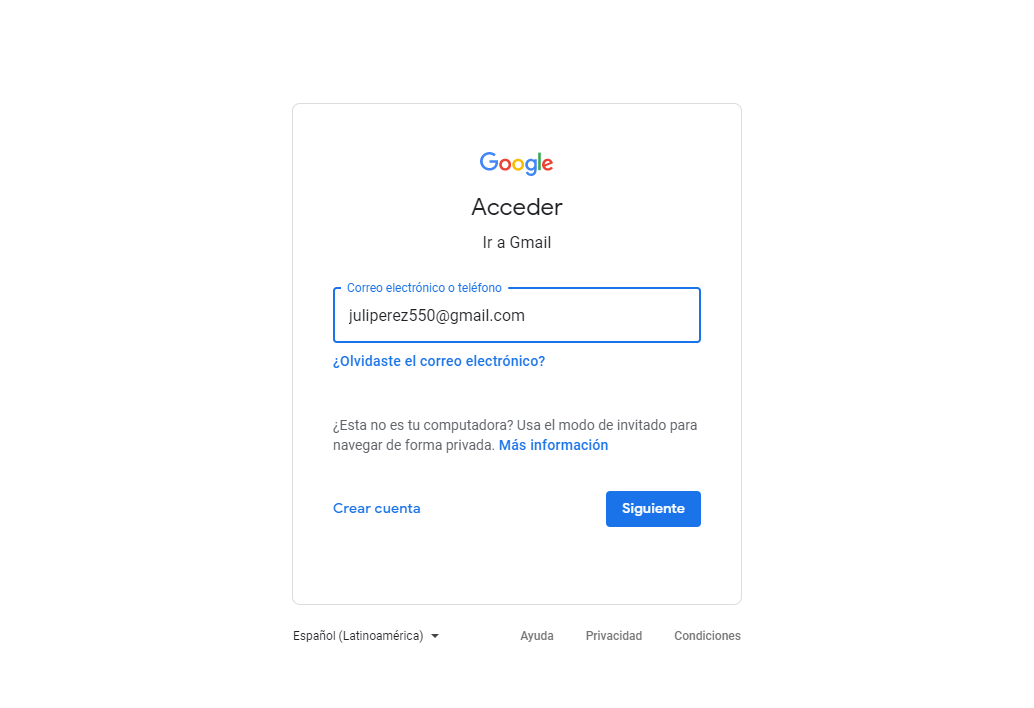 Google
Acceder
Ir a Gmail
Correo electrónico o teléfono
juliperez550@gmail.com
¿Olvidaste el correo electrónico?
¿Esta no es tu computadora? Usa el modo de invitado para
navegar de forma privada. Más información
Crear cuenta
Siguiente
Español (Latinoamérica)
Ayuda
Privacidad
Condiciones